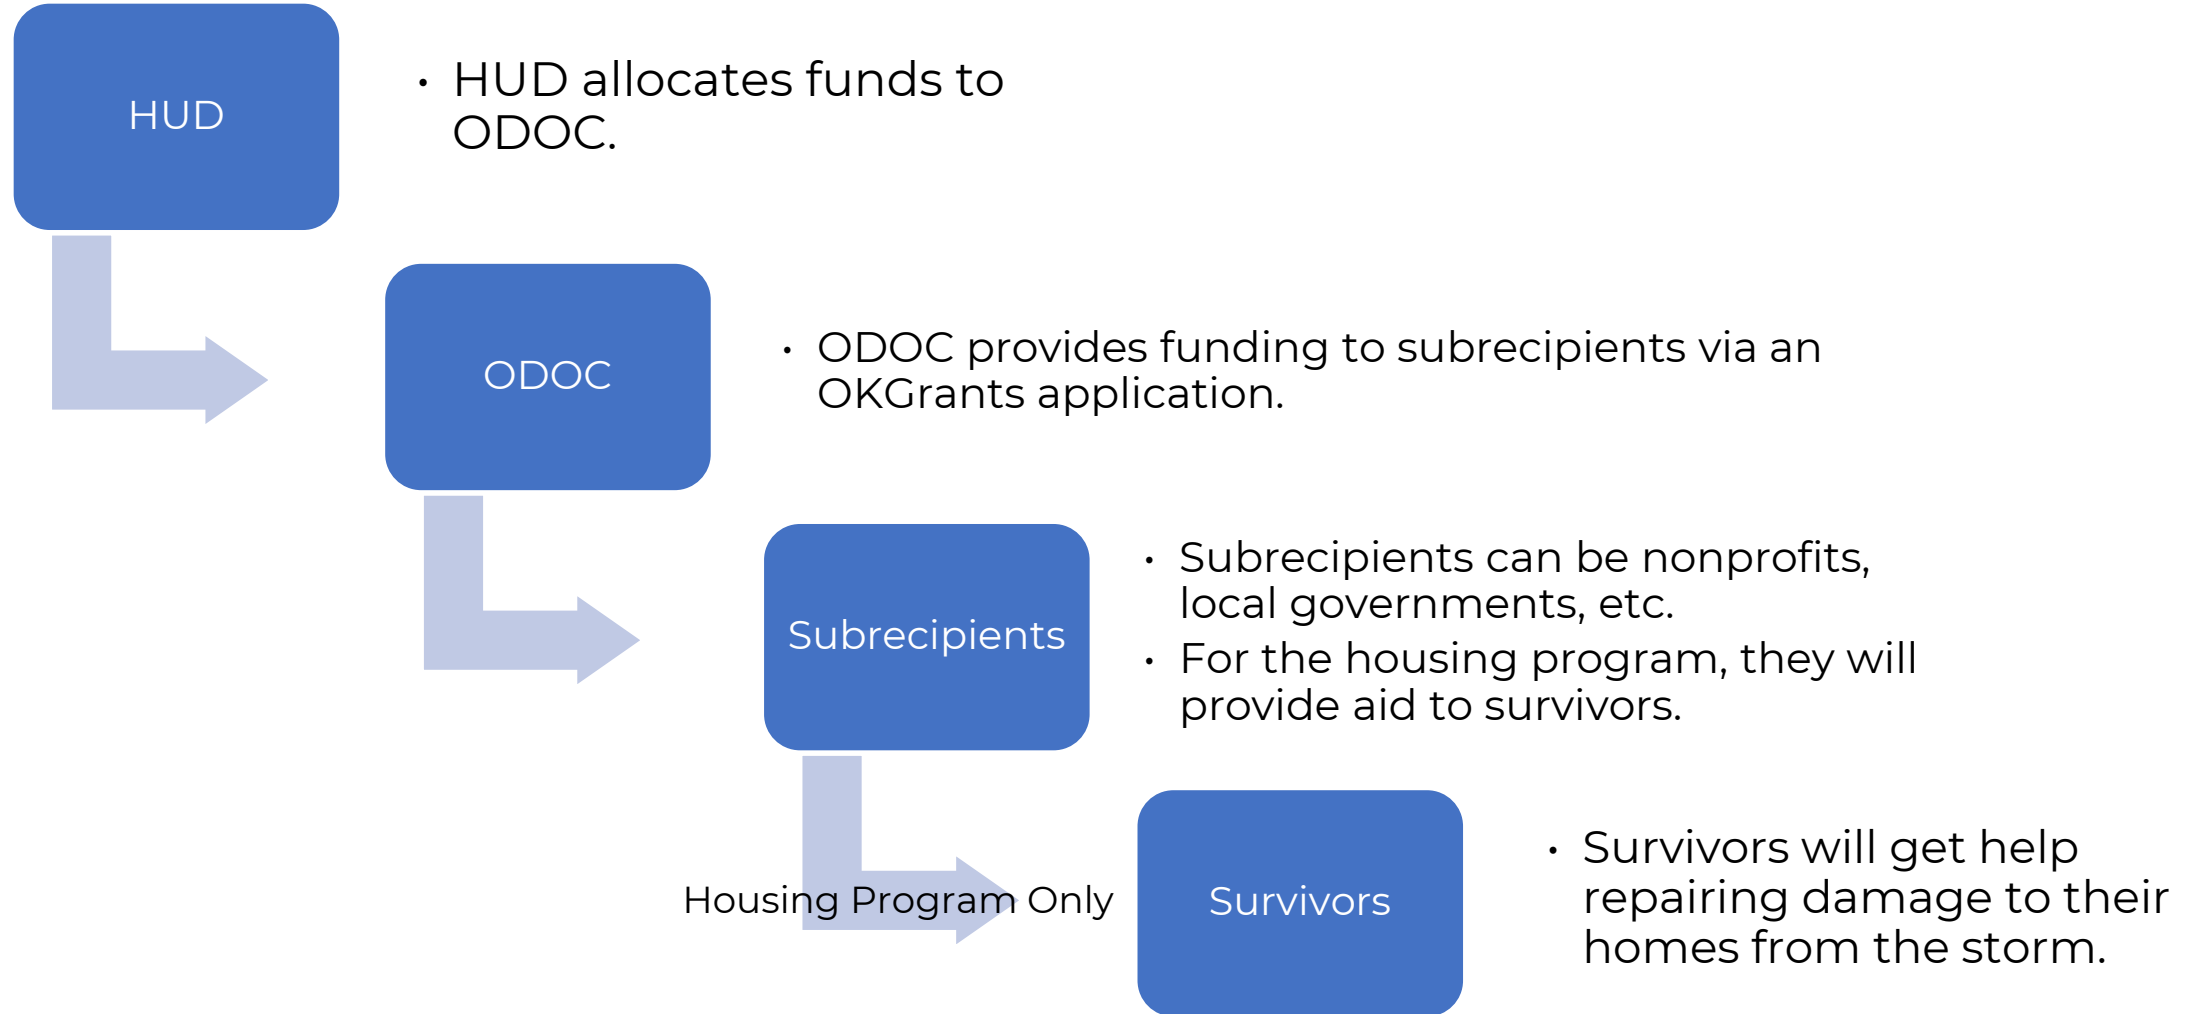 HUD
• HUD allocates funds to
ODOC.
ODOC
• ODOC provides funding to subrecipients via an
OKGrants application.
Subrecipients
• Subrecipients can be nonprofits,
local governments, etc.
• For the housing program, they will
provide aid to survivors.
Housing Program Only
Survivors
• Survivors will get help
repairing damage to their
homes from the storm.